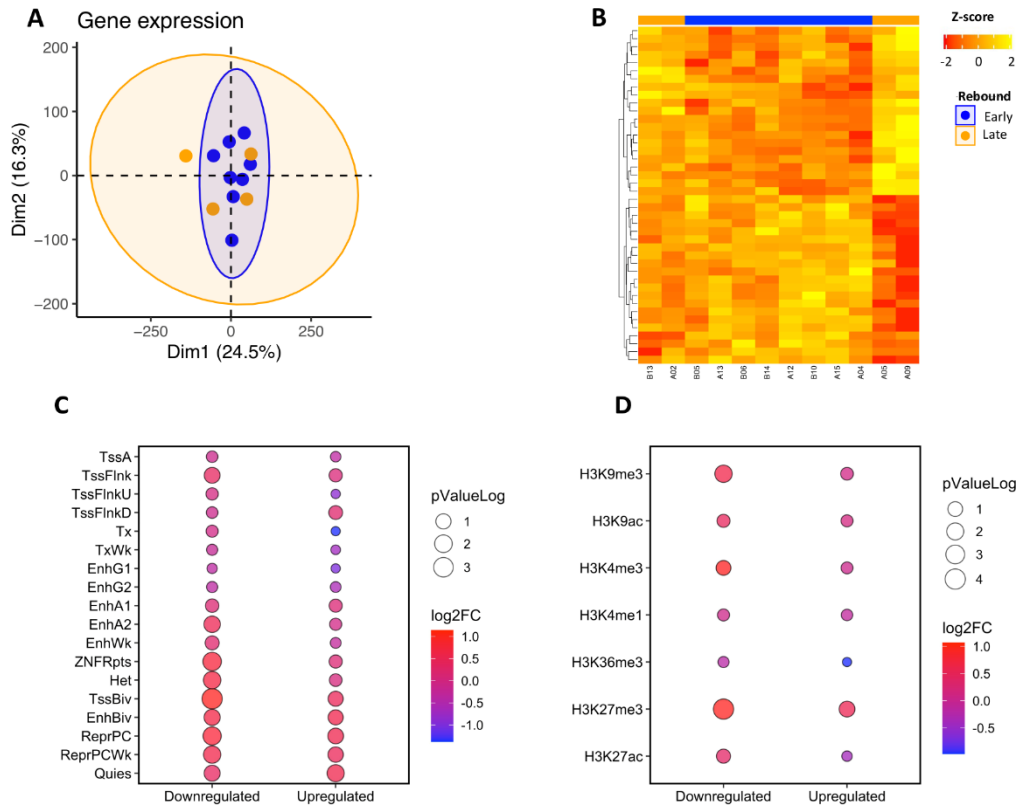 A
Gene expression
200
100
0
−100
−200
Dim2 (16.3%)
−250
0
250
Dim1 (24.5%)
B
Z-score
-2
0
2
Rebound
Early
Late
B13
A02
B05
A13
B06
B14
A12
B10
A15
A04
A05
A09
C
TssA
TssFlnk
TssFlnkU
TssFlnkD
Tx
TxWk
EnhG1
EnhG2
EnhA1
EnhA2
EnhWk
ZNFRpts
Het
TssBiv
EnhBiv
ReprPC
ReprPCWk
Quies
Downregulated
Upregulated
pValueLog
1
2
3
log2FC
1.0
0.5
0.0
-0.5
-1.0
D
H3K9me3
H3K9ac
H3K4me3
H3K4me1
H3K36me3
H3K27me3
H3K27ac
Downregulated
Upregulated
pValueLog
1
2
3
4
log2FC
1.0
0.5
0.0
-0.5